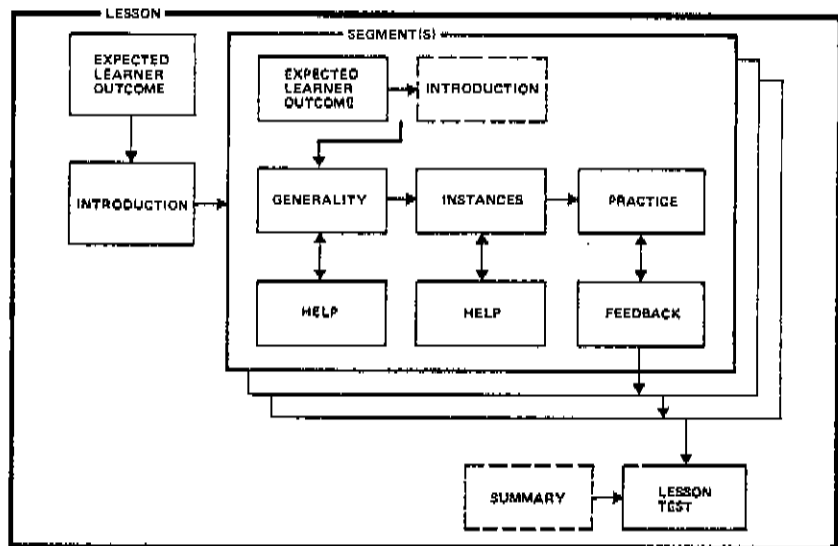 LESSON
SEGMENT(S)
EXPECTED
LEARNER
OUTCOME
EXPECTED
LEARNER
OUTCOME
INTRODUCTION
INTRODUCTION
GENERALITY
INSTANCES
PRACTICE
HELP
HELP
FEEDBACK
SUMMARY
LESSON
TEST